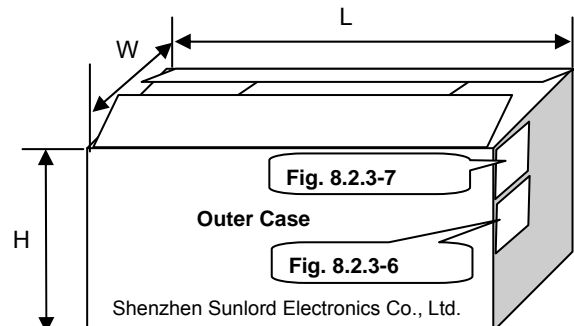 L
W
Fig. 8.2.3-7
Outer Case
H
Fig. 8.2.3-6
Shenzhen Sunlord Electronics Co., Ltd.